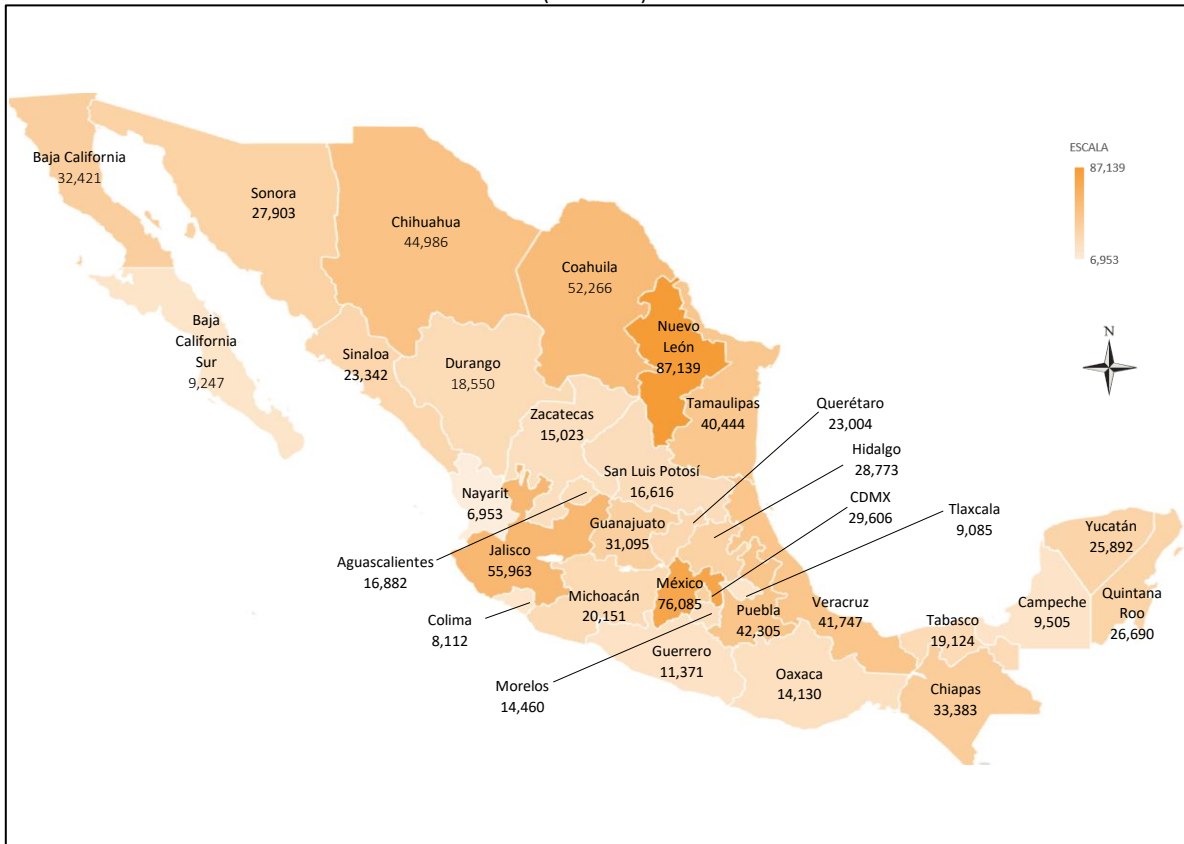 Baja California
32,421
Sonora
27,903
Chihuahua
44,986
Coahuila
52,266
Nuevo
León
87,139
Baja
California
Sur
9,247
Sinaloa
23,342
Durango
18,550
Zacatecas
15,023
Tamaulipas
40,444
San Luis Potosí
16,616
Nayarit
6,953
Aguascalientes
16,882
Jalisco
55,963
Guanajuato
31,095
Querétaro
23,004
Hidalgo
28,773
CDMX
29,606
Tlaxcala
9,085
Colima
8,112
Michoacán
20,151
México
76,085
Morelos
14,460
Guerrero
11,371
Puebla
42,305
Veracruz
41,747
Oaxaca
14,130
Tabasco
19,124
Chiapas
33,383
Campeche
9,505
Yucatán
25,892
Quintana
Roo
26,690
ESCALA
87,139
6,953
N